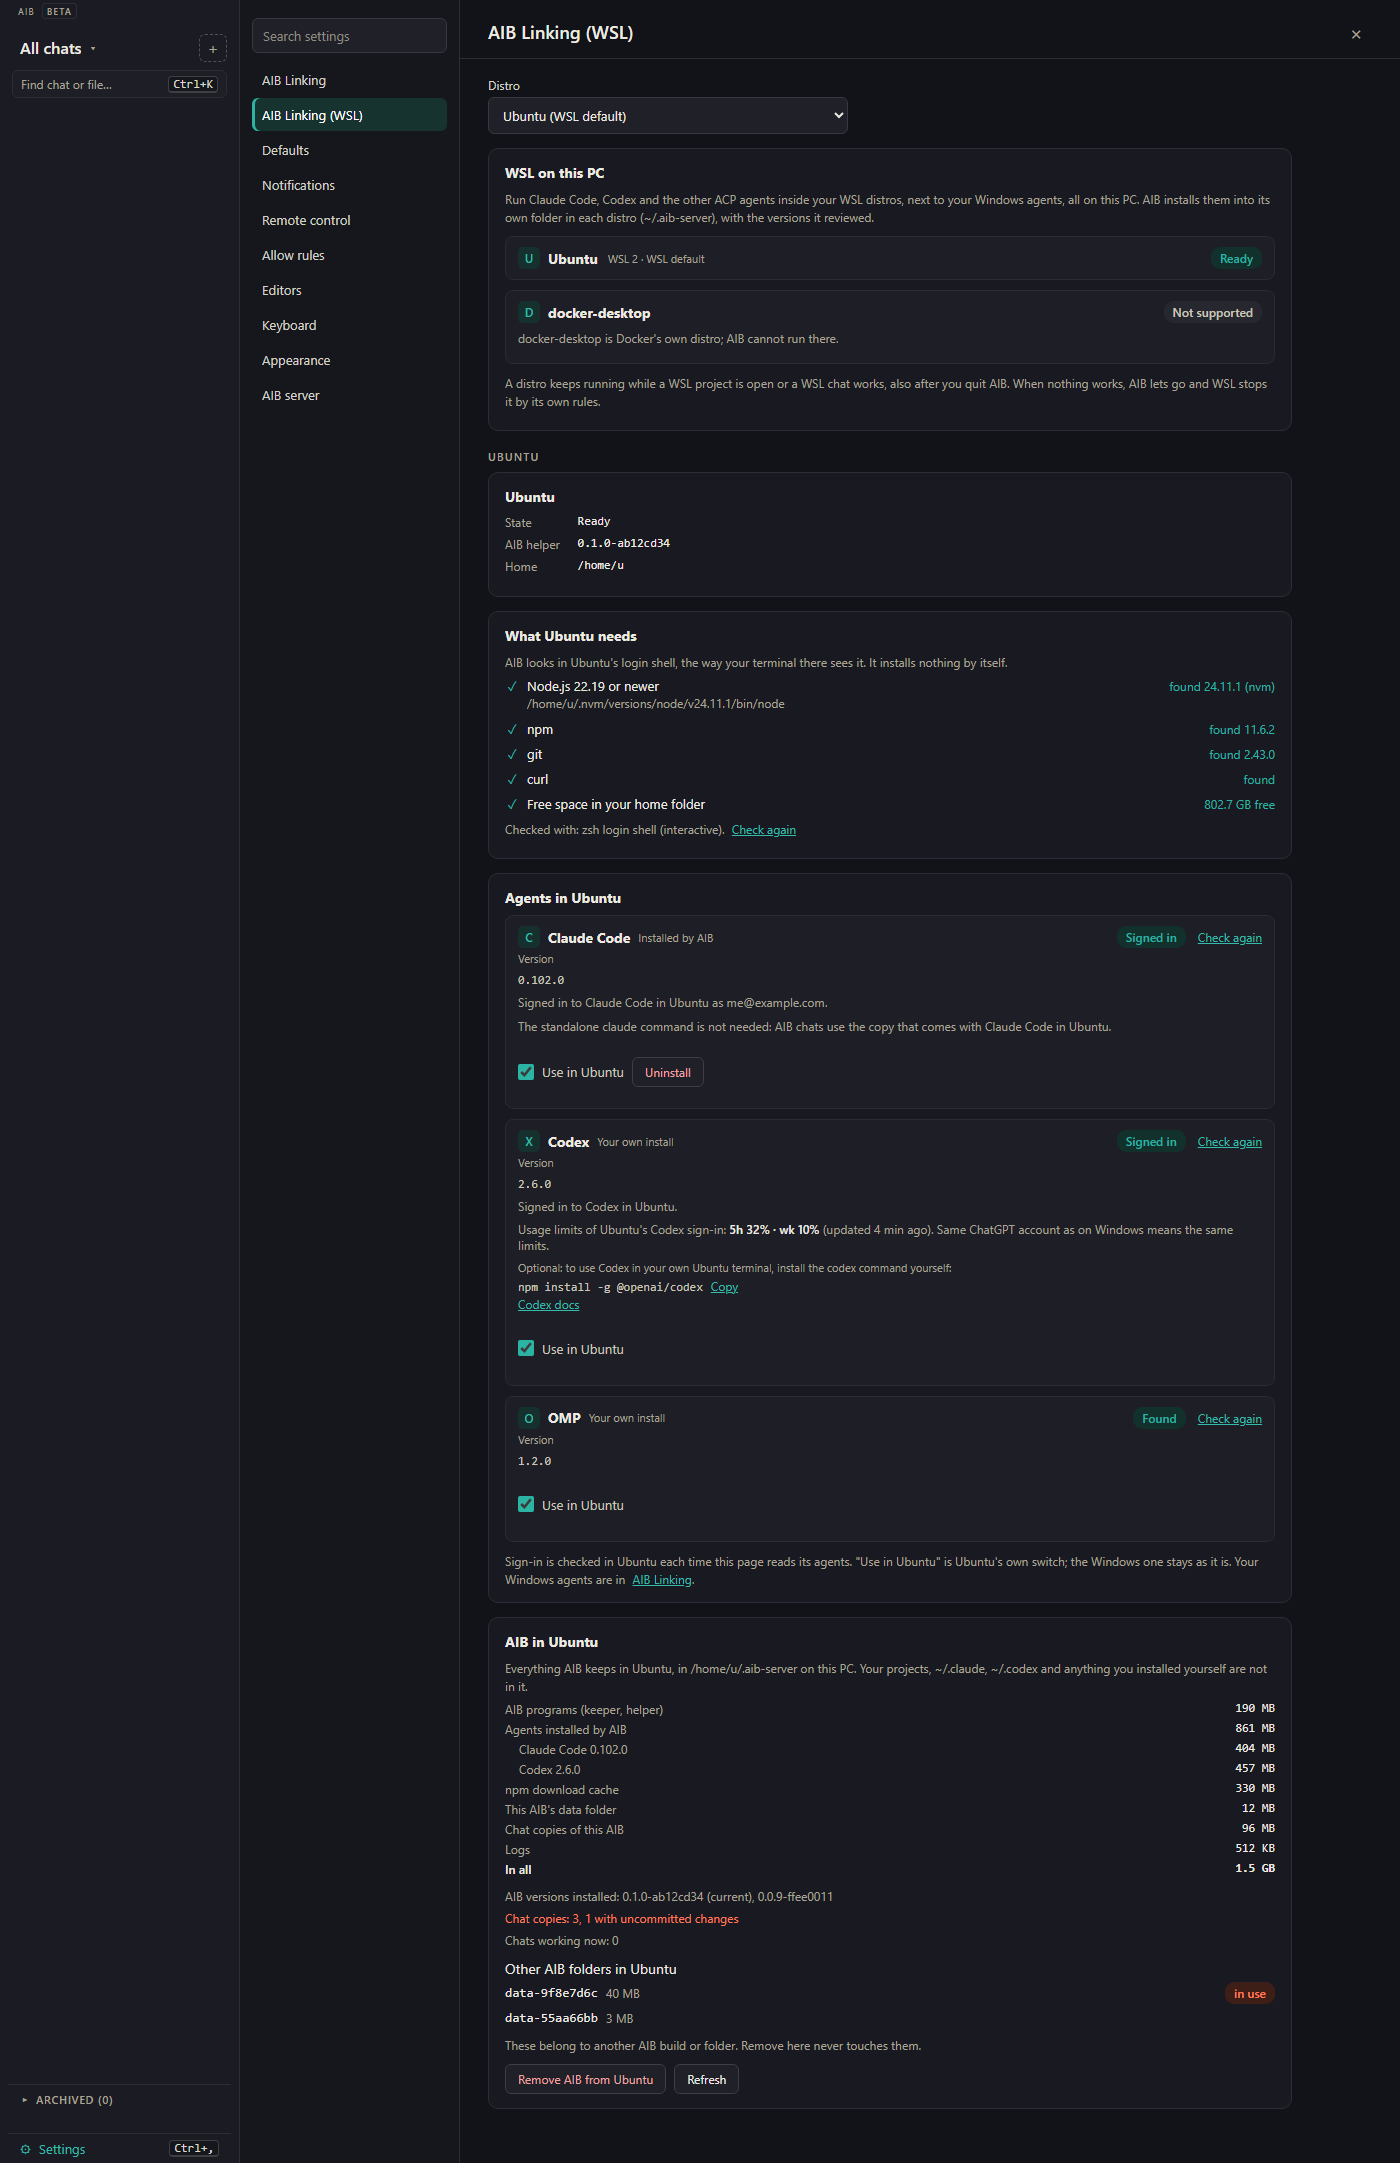 AIB BETA
All chats
+
Find chat or file... Ctrl+K
ARCHIVED (0)
Settings Ctrl+,
Search settings
AIB Linking
AIB Linking (WSL)
Defaults
Notifications
Remote control
Allow rules
Editors
Keyboard
Appearance
AIB server
AIB Linking (WSL)
Distro
Ubuntu (WSL default)
WSL on this PC
Run Claude Code, Codex and the other ACP agents inside your WSL distros, next to your Windows agents, all on this PC. AIB installs them into its
own folder in each distro (~/.aib-server), with the versions it reviewed.
U Ubuntu WSL 2 · WSL default Ready
D docker-desktop Not supported
docker-desktop is Docker's own distro; AIB cannot run there.
A distro keeps running while a WSL project is open or a WSL chat works, also after you quit AIB. When nothing works, AIB lets go and WSL stops
it by its own rules.
UBUNTU
Ubuntu
State Ready
AIB helper 0.1.0-ab12cd34
Home /home/u
What Ubuntu needs
AIB looks in Ubuntu's login shell, the way your terminal there sees it. It installs nothing by itself.
✓ Node.js 22.19 or newer found 24.11.1 (nvm)
/home/u/.nvm/versions/node/v24.11.1/bin/node
✓ npm found 11.6.2
✓ git found 2.43.0
✓ curl found
✓ Free space in your home folder 802.7 GB free
Checked with: zsh login shell (interactive). Check again
Agents in Ubuntu
C Claude Code Installed by AIB Signed in Check again
Version
0.102.0
Signed in to Claude Code in Ubuntu as me@example.com.
The standalone claude command is not needed: AIB chats use the copy that comes with Claude Code in Ubuntu.
Use in Ubuntu Uninstall
X Codex Your own install Signed in Check again
Version
2.6.0
Signed in to Codex in Ubuntu.
Usage limits of Ubuntu's Codex sign-in: 5h 32% · wk 10% (updated 4 min ago). Same ChatGPT account as on Windows means the same
limits.
Optional: to use Codex in your own Ubuntu terminal, install the codex command yourself:
npm install -g @openai/codex Copy
Codex docs
Use in Ubuntu
O OMP Your own install Found Check again
Version
1.2.0
Use in Ubuntu
Sign-in is checked in Ubuntu each time this page reads its agents. "Use in Ubuntu" is Ubuntu's own switch; the Windows one stays as it is. Your
Windows agents are in AIB Linking.
AIB in Ubuntu
Everything AIB keeps in Ubuntu, in /home/u/.aib-server on this PC. Your projects, ~/.claude, ~/.codex and anything you installed yourself are not
in it.
AIB programs (keeper, helper) 190 MB
Agents installed by AIB 861 MB
Claude Code 0.102.0 404 MB
Codex 2.6.0 457 MB
npm download cache 330 MB
This AIB's data folder 12 MB
Chat copies of this AIB 96 MB
Logs 512 KB
In all 1.5 GB
AIB versions installed: 0.1.0-ab12cd34 (current), 0.0.9-ffee0011
Chat copies: 3, 1 with uncommitted changes
Chats working now: 0
Other AIB folders in Ubuntu
data-9f8e7d6c 40 MB in use
data-55aa66bb 3 MB
These belong to another AIB build or folder. Remove here never touches them.
Remove AIB from Ubuntu Refresh